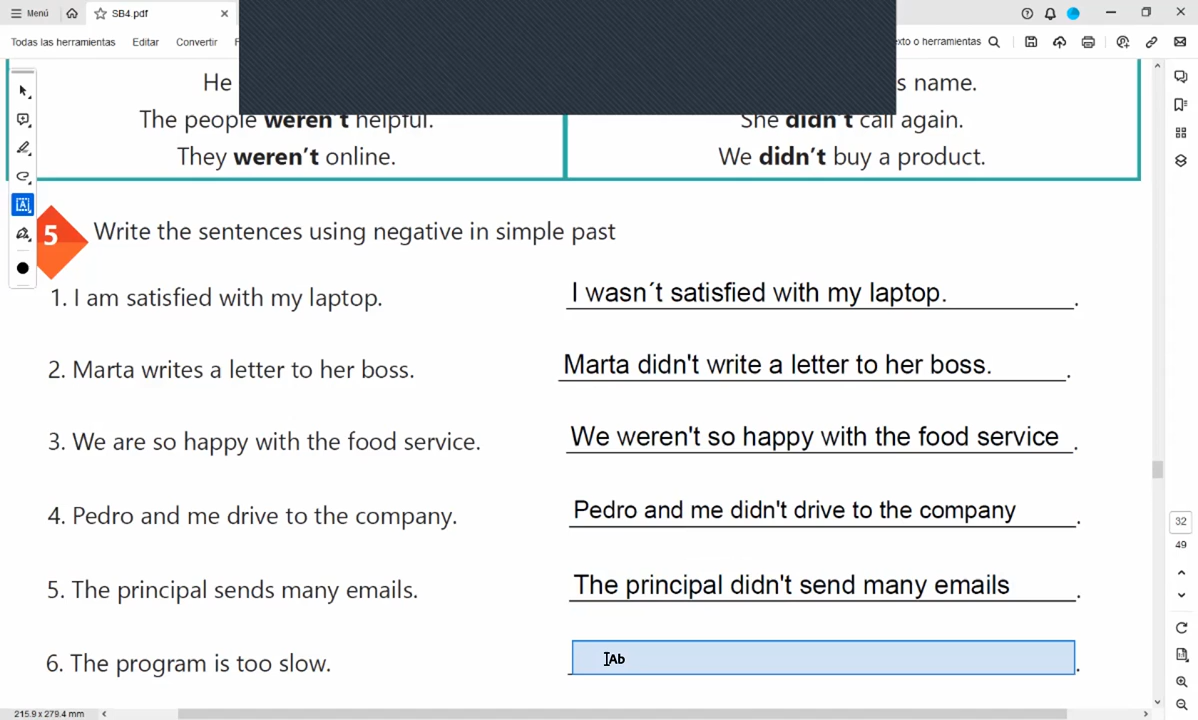 Menú
SB4.pdf
Todas las herramientas
Editar
Convertir
exto o herramientas
He
s name.
The people weren't helpful.
She didn't call again.
They weren't online.
We didn't buy a product.
5
Write the sentences using negative in simple past
1. I am satisfied with my laptop.
I wasn´t satisfied with my laptop. .
2. Marta writes a letter to her boss.
Marta didn't write a letter to her boss. .
3. We are so happy with the food service.
We weren't so happy with the food service .
4. Pedro and me drive to the company.
Pedro and me didn't drive to the company .
5. The principal sends many emails.
The principal didn't send many emails .
6. The program is too slow.
Ab
.
32
49
215.9 x 279.4 mm